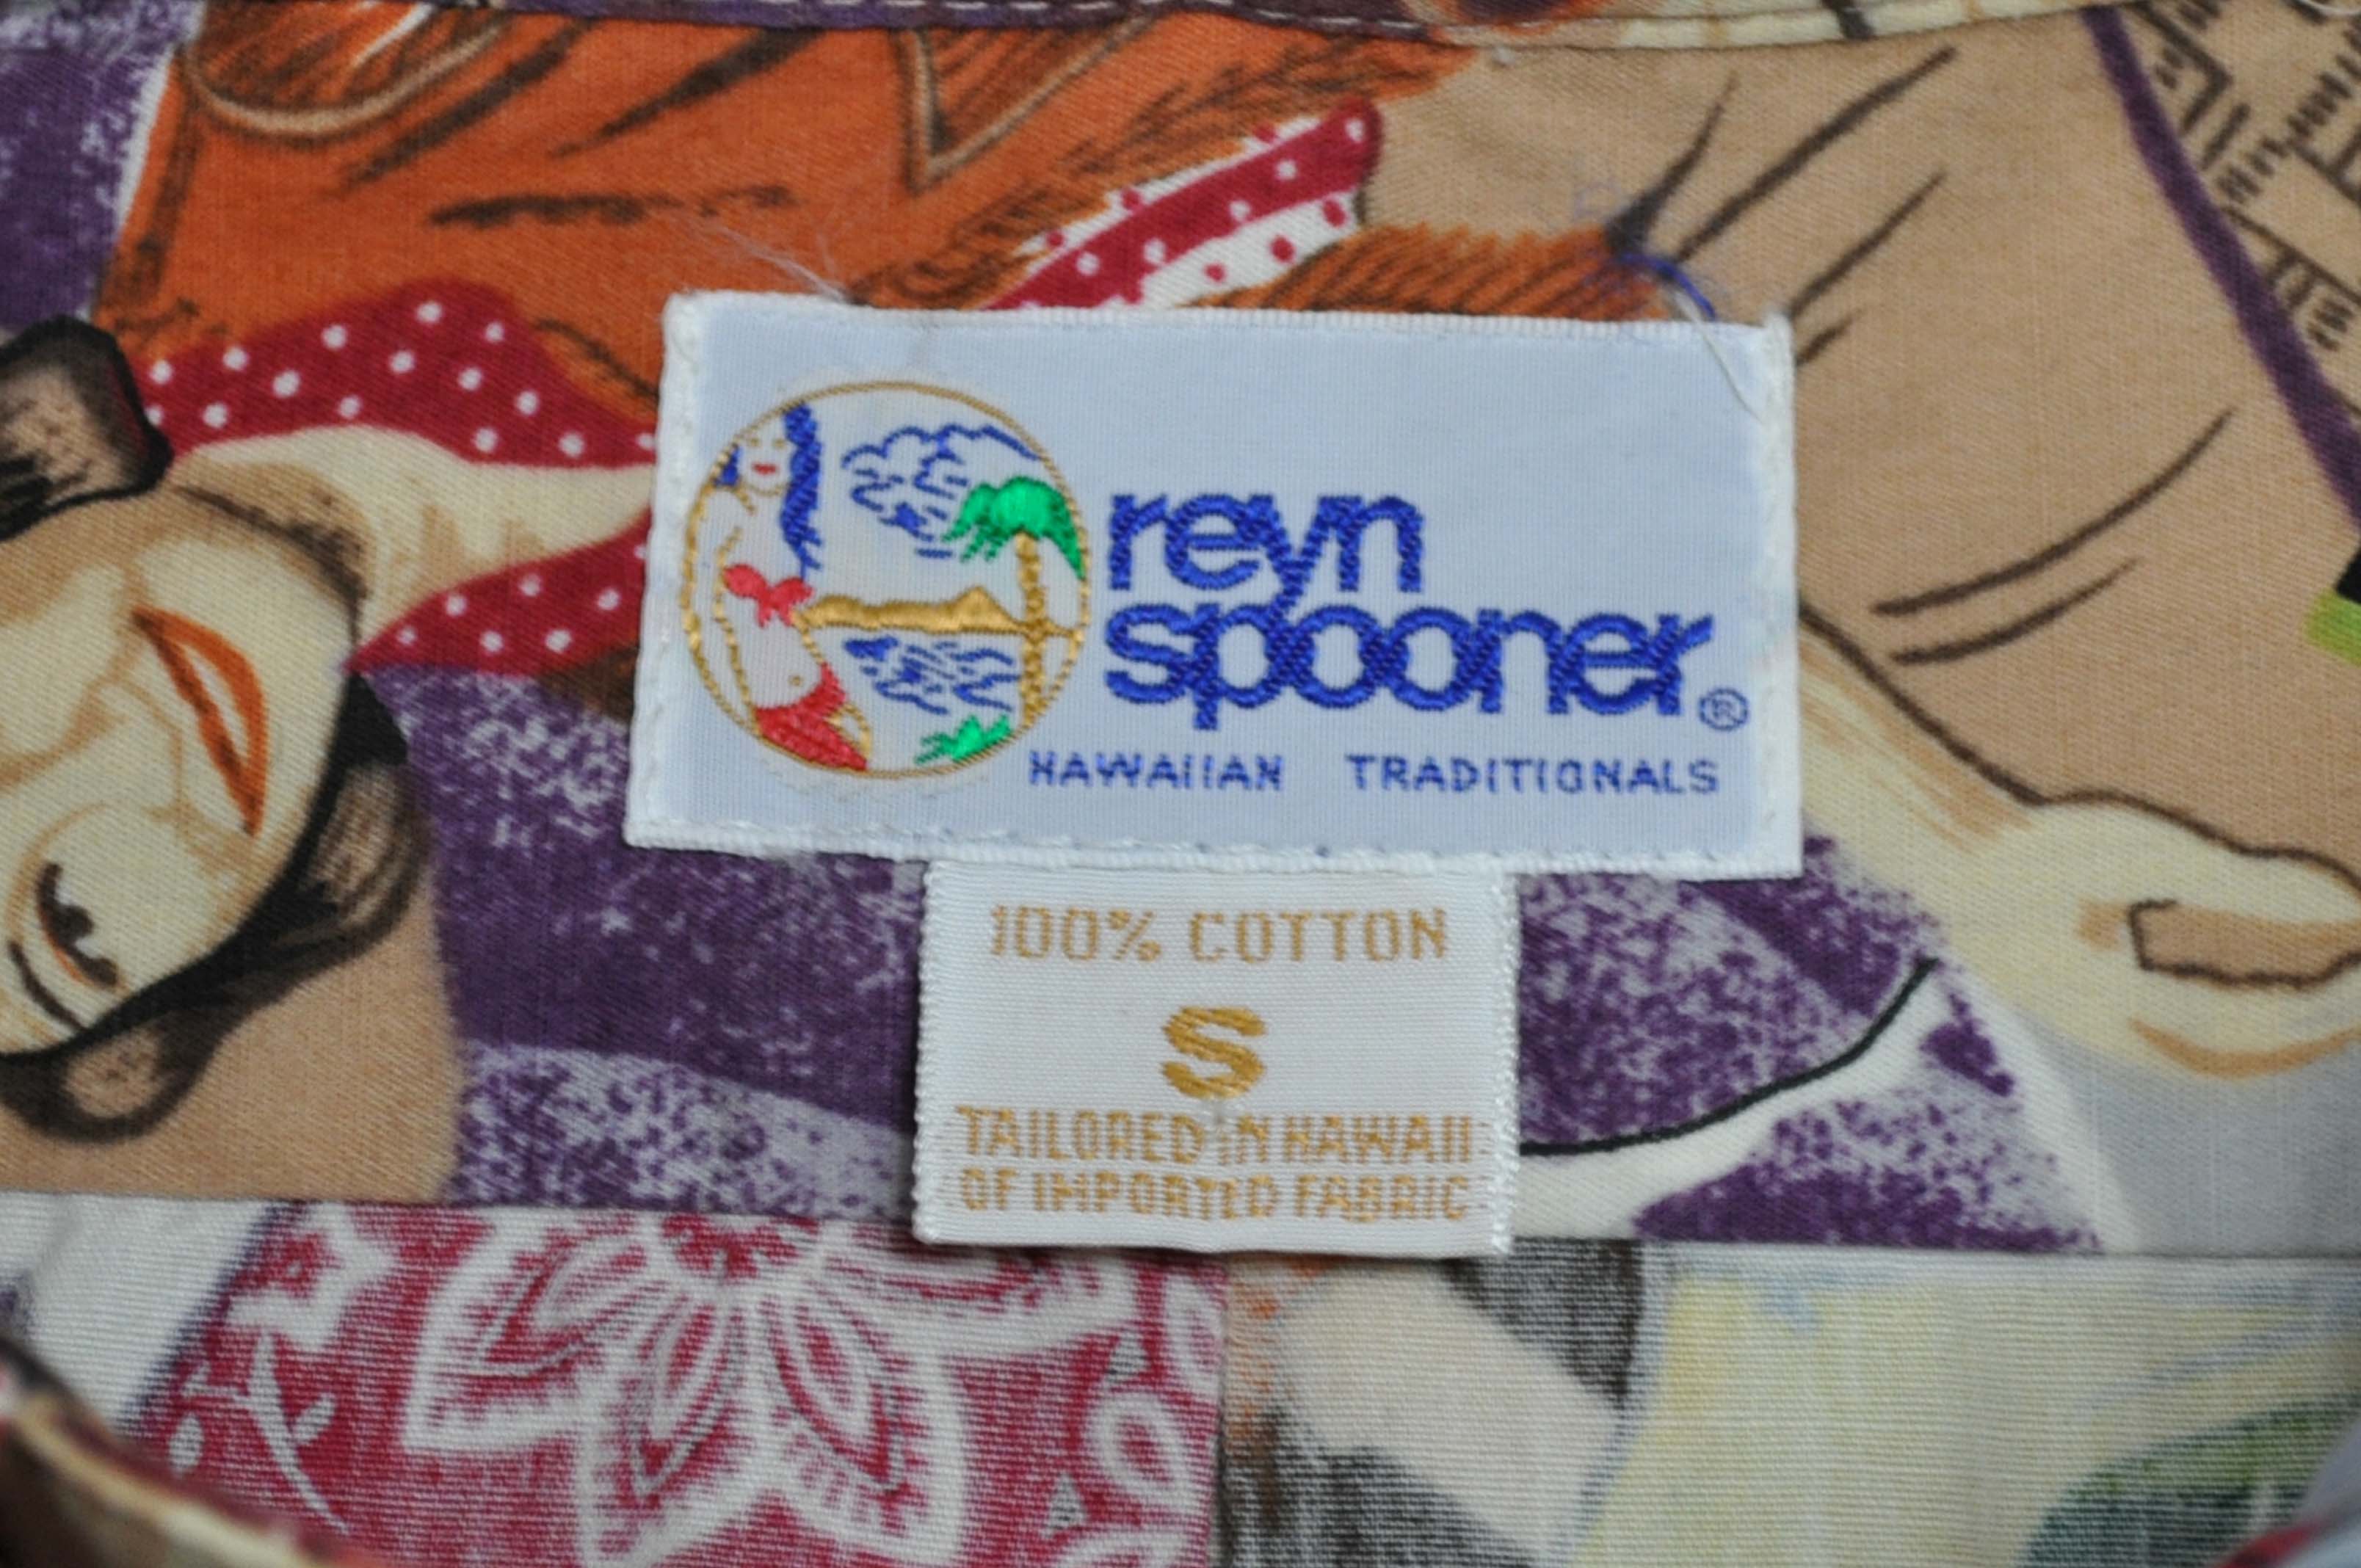 reyn
spooner®
HAWAIIAN TRADITIONALS
100% COTTON
S
TAILORED IN HAWAII
OF IMPORTED FABRIC